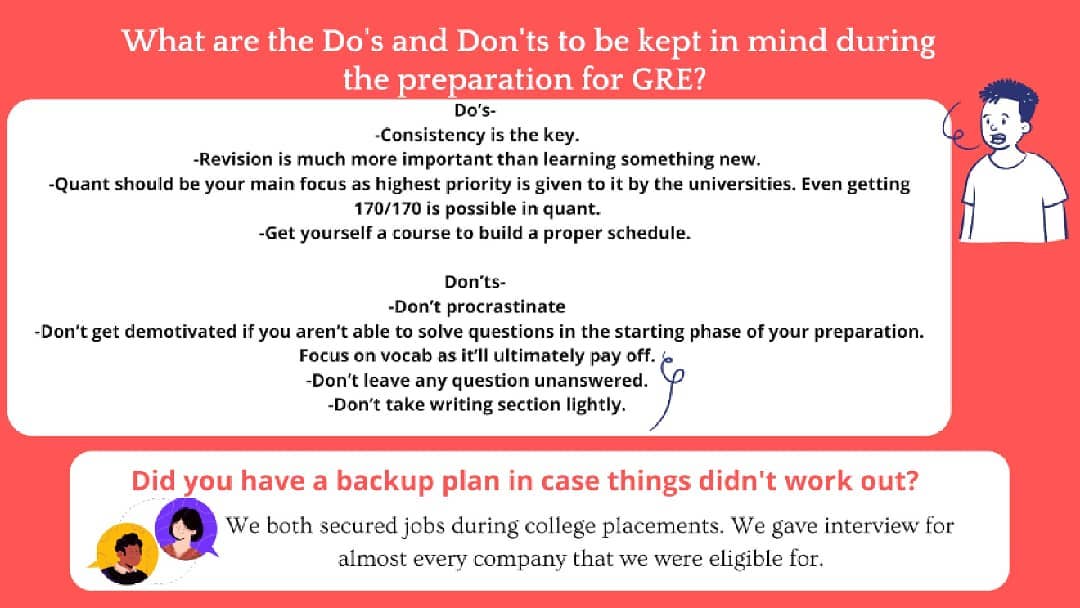 What are the Do's and Don'ts to be kept in mind during
the preparation for GRE?
Do's-
-Consistency is the key.
-Revision is much more important than learning something new.
-Quant should be your main focus as highest priority is given to it by the universities. Even getting
170/170 is possible in quant.
-Get yourself a course to build a proper schedule.
Don'ts-
-Don't procrastinate
-Don't get demotivated if you aren't able to solve questions in the starting phase of your preparation.
Focus on vocab as it'll ultimately pay off.
-Don't leave any question unanswered.
-Don't take writing section lightly.
Did you have a backup plan in case things didn't work out?
We both secured jobs during college placements. We gave interview for
almost every company that we were eligible for.